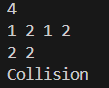 4
1 2 1 2
2 2
Collision